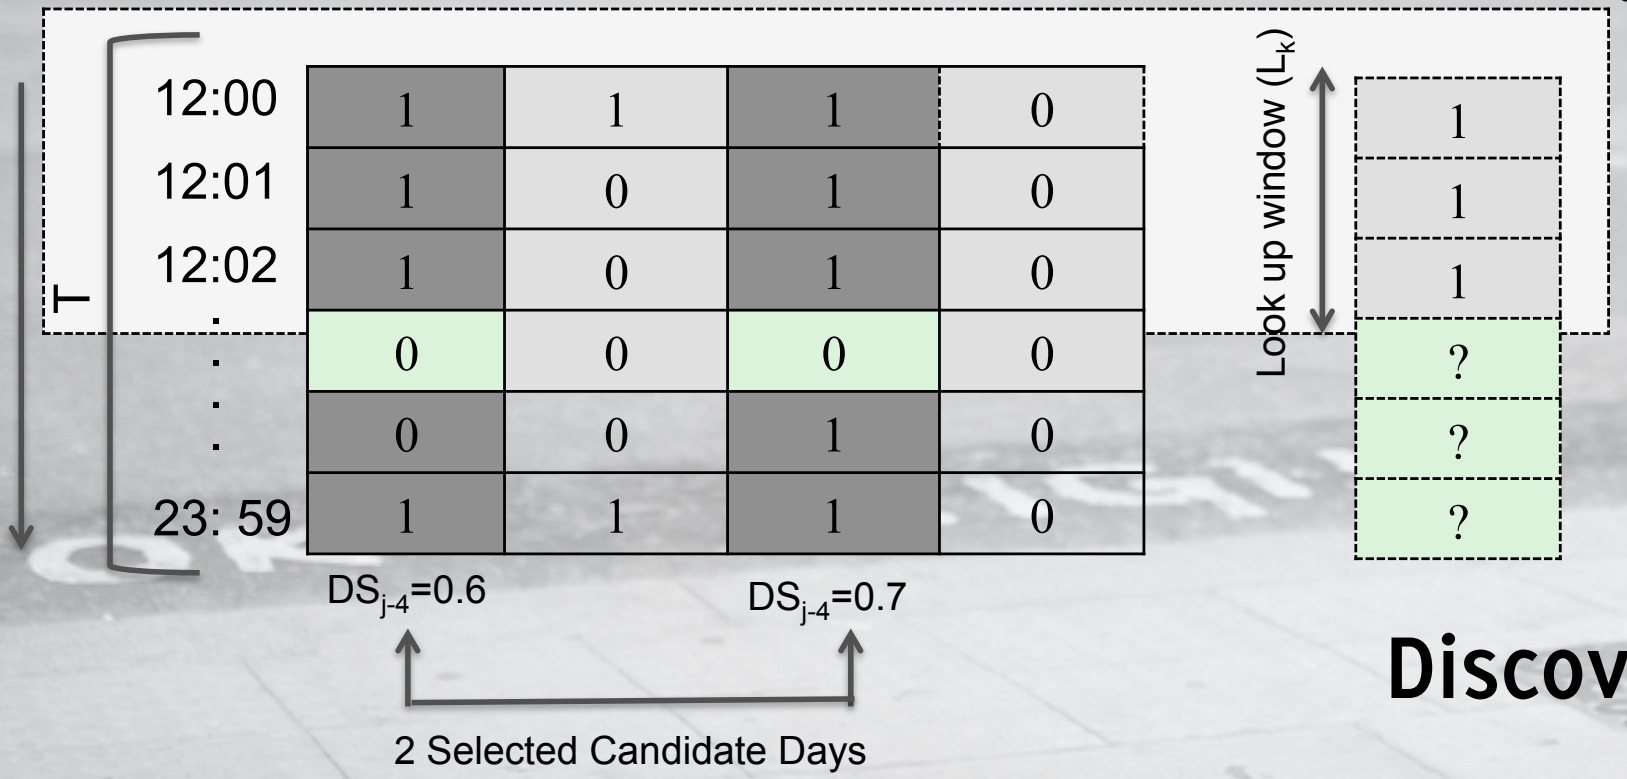 12:00 1 1 1 0 1
12:01 1 0 1 0 1
12:02 1 0 1 0 1
. 0 0 0 0 ?
.
. 0 0 1 0 ?
.
23: 59 1 1 1 0 ?
T
Look up window (Lk)
DSj-4=0.6 DSj-4=0.7
2 Selected Candidate Days
Discov